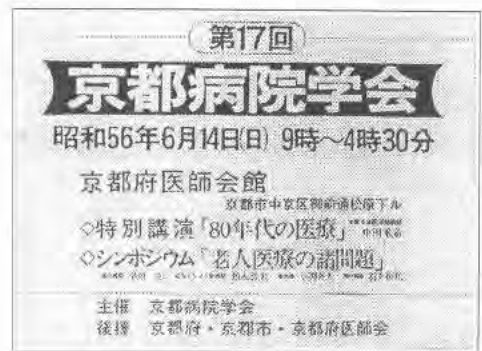 第17回
京都病院学会
昭和56年6月14日(日) 9時〜4時30分
京都府医師会館
京都市中京区御前通松原下ル
◇特別講演「80年代の医療」
◇シンポジウム「老人医療の諸問題」
主催 京都病院学会
後援 京都府・京都市・京都府医師会